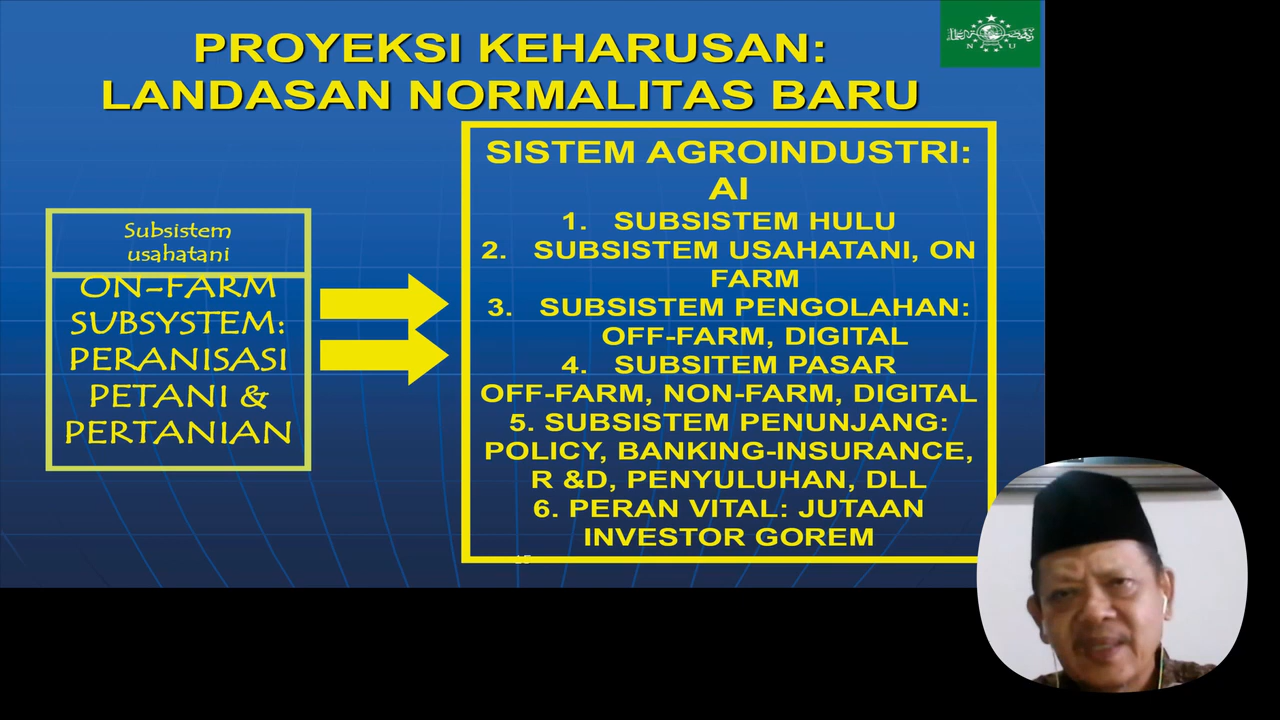 PROYEKSI KEHARUSAN:
LANDASAN NORMALITAS BARU
N U
Subsistem
usahatani
ON-FARM
SUBSYSTEM:
PERANISASI
PETANI &
PERTANIAN
SISTEM AGROINDUSTRI:
AI
1. SUBSISTEM HULU
2. SUBSISTEM USAHATANI, ON
FARM
3. SUBSISTEM PENGOLAHAN:
OFF-FARM, DIGITAL
4. SUBSITEM PASAR
OFF-FARM, NON-FARM, DIGITAL
5. SUBSISTEM PENUNJANG:
POLICY, BANKING-INSURANCE,
R &D, PENYULUHAN, DLL
6. PERAN VITAL: JUTAAN
INVESTOR GOREM